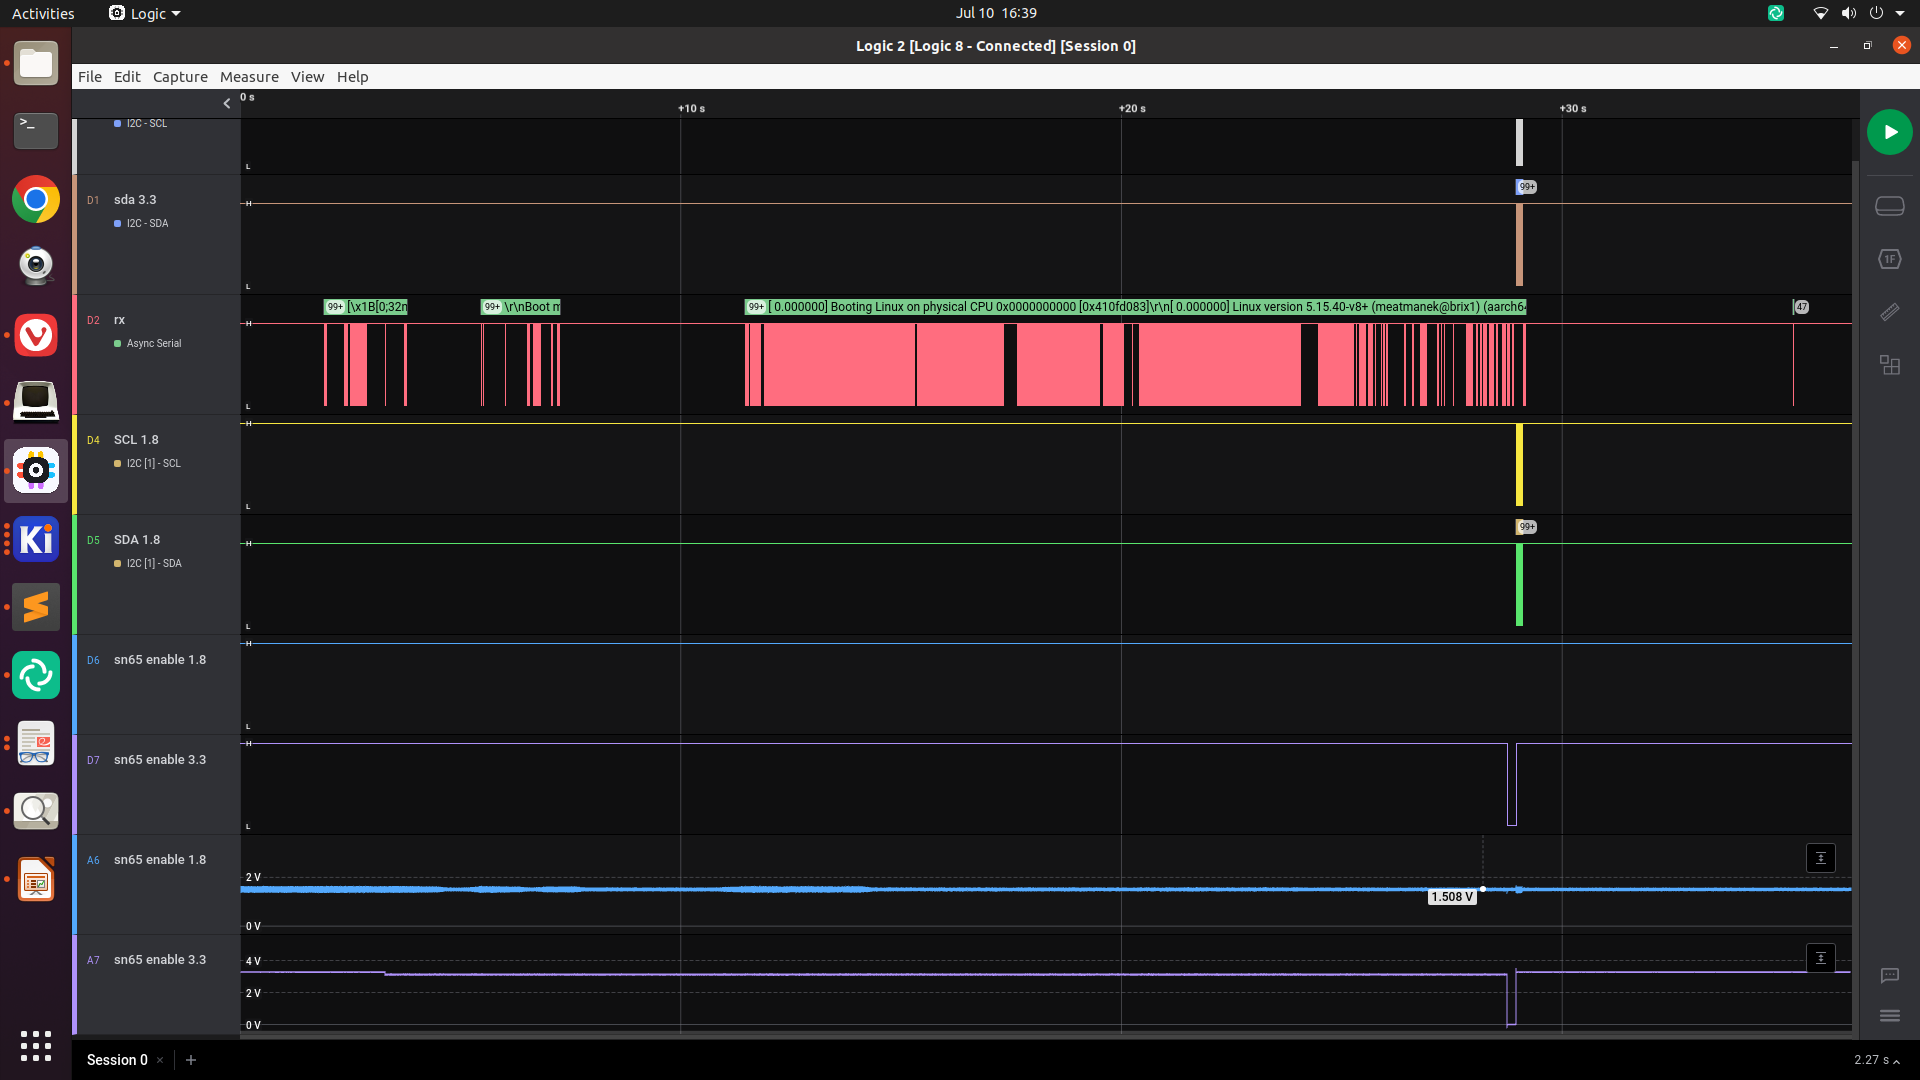 Activities Logic Jul 10 16:39
Logic 2 [Logic 8 - Connected] [Session 0]
File Edit Capture Measure View Help
0 s +10 s +20 s +30 s
I2C - SCL
L
D1 sda 3.3 99+
H
I2C - SDA
L
99+ [\x1B[0;32n 99+ \r\nBoot m 99+ [ 0.000000] Booting Linux on physical CPU 0x0000000000 [0x410fd083]\r\n[ 0.000000] Linux version 5.15.40-v8+ (meatmanek@brix1) (aarch64 47
D2 rx
H
Async Serial
L
H
D4 SCL 1.8
I2C [1] - SCL
L
99+
D5 SDA 1.8
H
I2C [1] - SDA
L
H
D6 sn65 enable 1.8
L
H
D7 sn65 enable 3.3
L
A6 sn65 enable 1.8
2 V
1.508 V
0 V
A7 sn65 enable 3.3
4 V
2 V
0 V
Session 0 × + 2.27 s
>_
Ki
1F